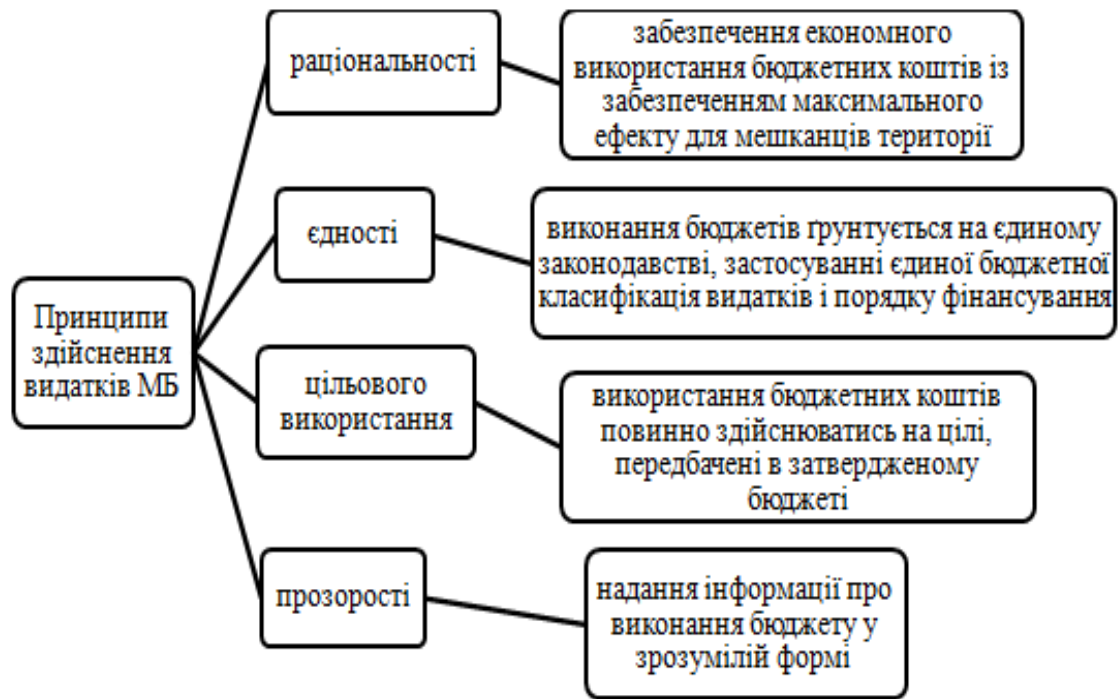 Принципи
здійснення
видатків МБ
раціональності
забезпечення економного
використання бюджетних коштів із
забезпеченням максимального
ефекту для мешканців території
єдності
виконання бюджетів ґрунтується на єдиному
законодавстві, застосуванні єдиної бюджетної
класифікація видатків і порядку фінансування
цільового
використання
використання бюджетних коштів
повинно здійснюватись на цілі,
передбачені в затвердженому
бюджеті
прозорості
надання інформації про
виконання бюджету у
зрозумілій формі